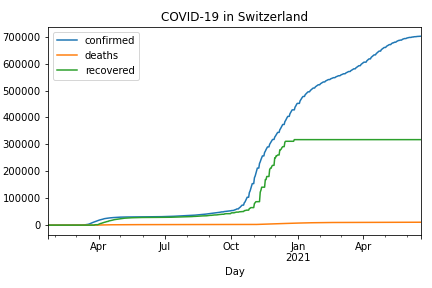 COVID-19 in Switzerland
700000
600000
500000
400000
300000
200000
100000
0
confirmed
deaths
recovered
Apr
Jul
Oct
Jan
2021
Apr
Day